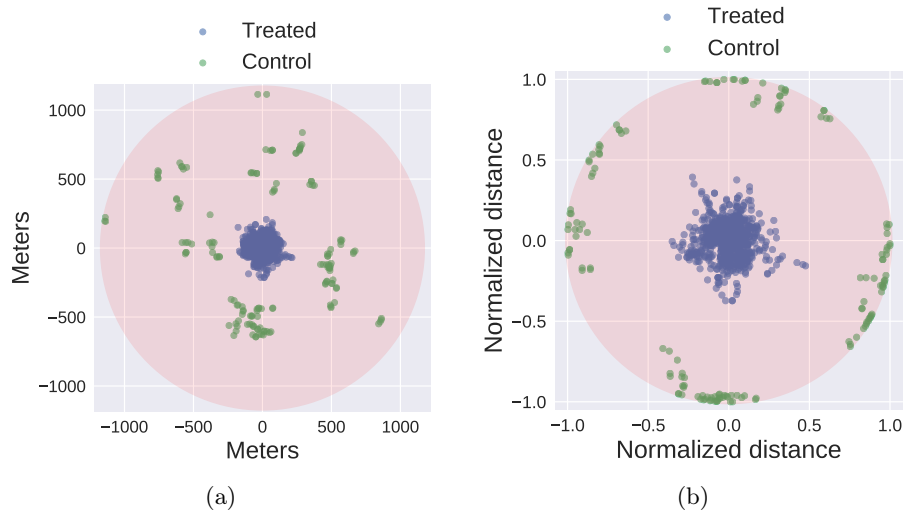 Treated
Control
1000
500
0
−500
−1000
Meters
−1000 −500 0 500 1000
Meters
(a)
Treated
Control
1.0
0.5
0.0
−0.5
−1.0
Normalized distance
−1.0 −0.5 0.0 0.5 1.0
Normalized distance
(b)